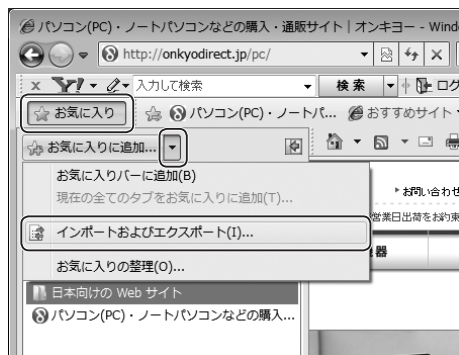 パソコン(PC)・ノートパソコンなどの購入・通販サイト | オンキヨー - Wind
http://onkyodirect.jp/pc/
x Y! 入力して検索 検 索 ログ
お気に入り パソコン(PC)・ノートパ... おすすめサイト
お気に入りに追加...
お気に入りバーに追加(B)
現在の全てのタブをお気に入りに追加(T)...
お問い合わせ
営業日出荷をお約束
インポートおよびエクスポート(I)...
器
お気に入りの整理(O)...
日本向けの Web サイト
パソコン(PC)・ノートパソコンなどの購入...